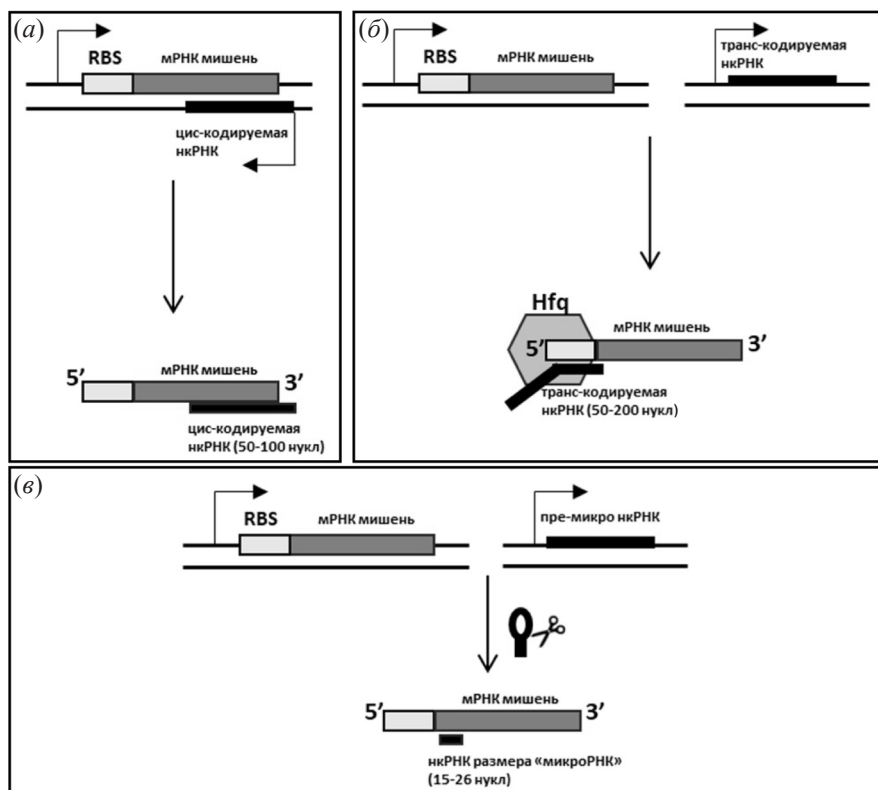 (а)
RBS
мРНК мишень
цис-кодируемая
нкРНК
5′
мРНК мишень
3′
цис-кодируемая
нкРНК (50-100 нукл)
(б)
RBS
мРНК мишень
транс-кодируемая
нкРНК
Hfq
5′
мРНК мишень
3′
транс-кодируемая
нкРНК (50-200 нукл)
(в)
RBS
мРНК мишень
пре-микро нкРНК
5′
мРНК мишень
3′
нкРНК размера «микроРНК»
(15-26 нукл)